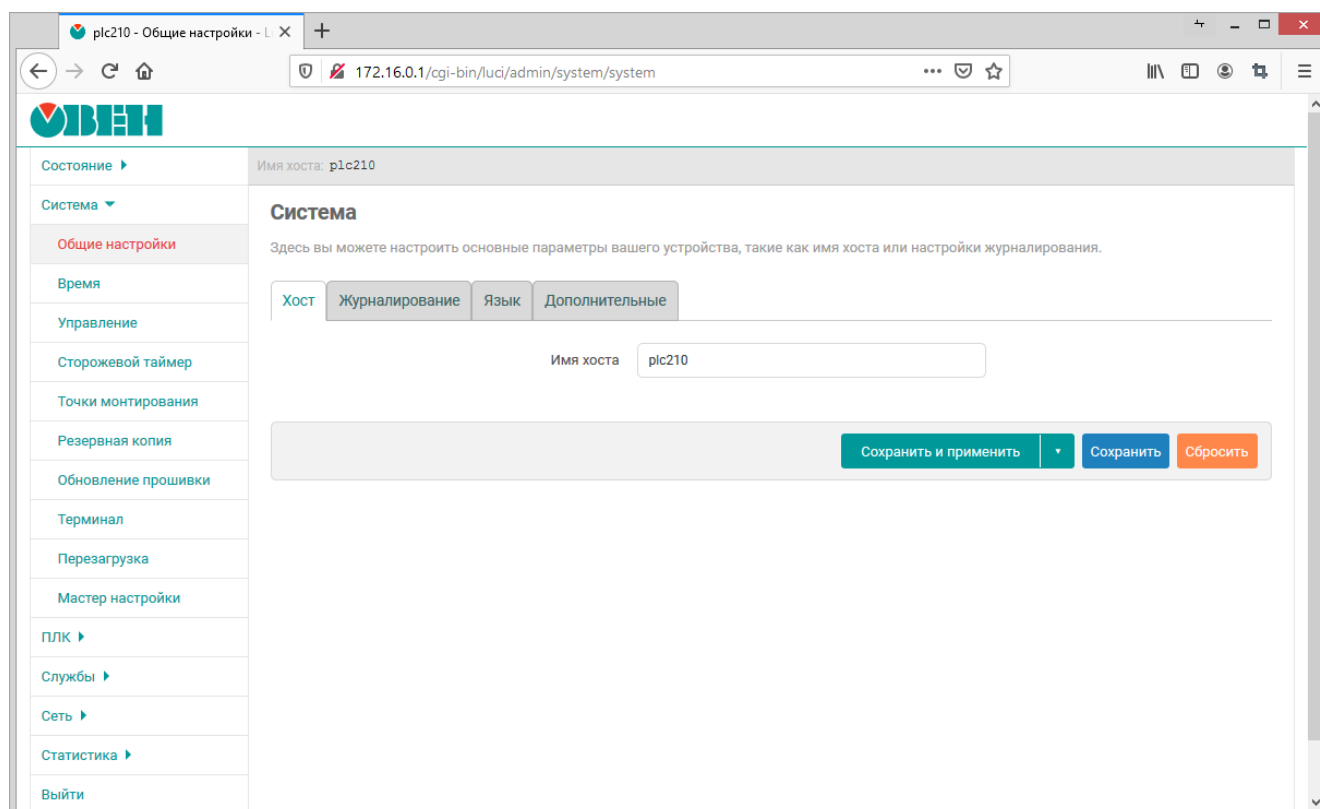 plc210 - Общие настройки - L
172.16.0.1/cgi-bin/luci/admin/system/system
ОВЕН
Состояние
Имя хоста: plc210
Система
Общие настройки
Время
Управление
Сторожевой таймер
Точки монтирования
Резервная копия
Обновление прошивки
Терминал
Перезагрузка
Мастер настройки
ПЛК
Службы
Сеть
Статистика
Выйти
Система
Здесь вы можете настроить основные параметры вашего устройства, такие как имя хоста или настройки журналирования.
Хост Журналирование Язык Дополнительные
Имя хоста plc210
Сохранить и применить Сохранить Сбросить